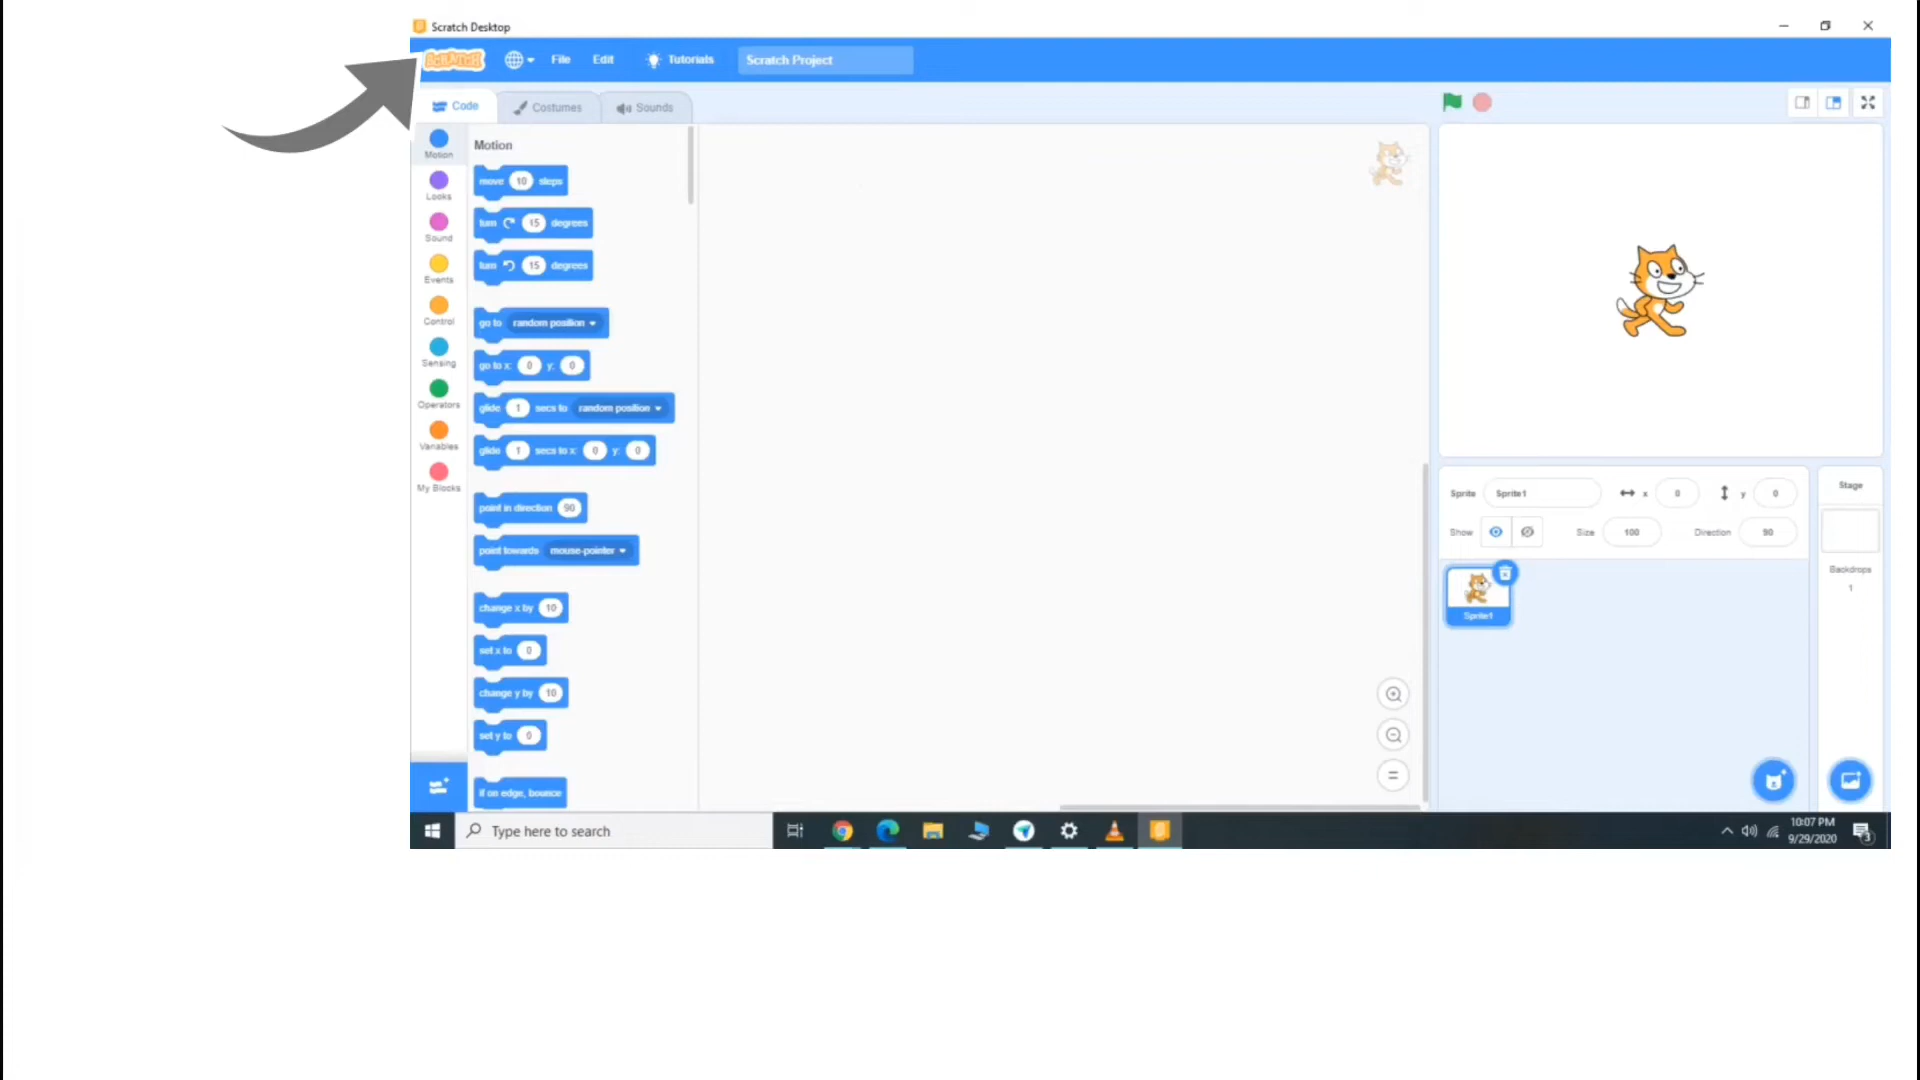 Scratch Desktop
SCRATCH
File
Edit
Tutorials
Scratch Project
Code
Costumes
Sounds
Motion
Looks
Sound
Events
Control
Sensing
Operators
Variables
My Blocks
Motion
move 10 steps
turn 15 degrees
turn 15 degrees
go to random position
go to x: 0 y: 0
glide 1 secs to random position
glide 1 secs to x: 0 y: 0
point in direction 90
point towards mouse-pointer
change x by 10
set x to 0
change y by 10
set y to 0
if on edge, bounce
Sprite Sprite1 x 0 y 0
Show Size 100 Direction 90
Sprite1
Stage
Backdrops
1
Type here to search
10:07 PM
9/29/2020
3